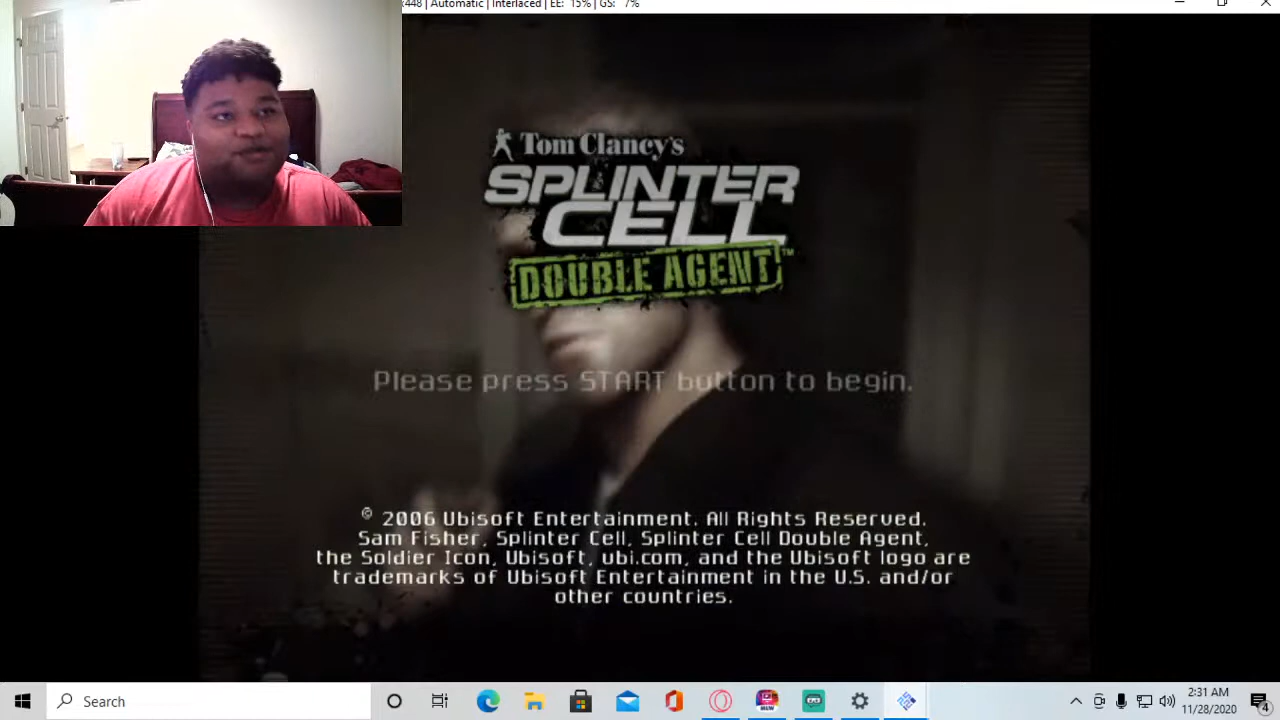 :448 | Automatic | Interlaced | EE: 15% | GS: 7%
Tom Clancy's
SPLINTER
CELL
DOUBLE AGENT™
Please press START button to begin.
© 2006 Ubisoft Entertainment. All Rights Reserved.
Sam Fisher, Splinter Cell, Splinter Cell Double Agent,
the Soldier Icon, Ubisoft, ubi.com, and the Ubisoft logo are
trademarks of Ubisoft Entertainment in the U.S. and/or
other countries.
Search
2:31 AM
11/28/2020
4